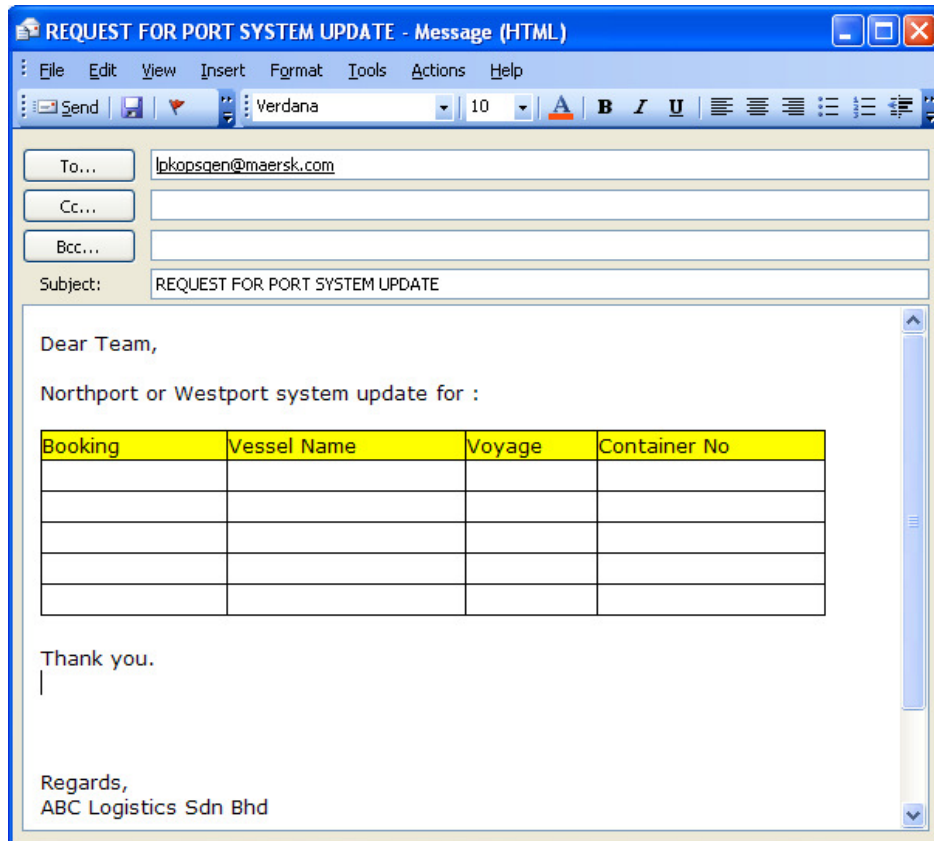 REQUEST FOR PORT SYSTEM UPDATE - Message (HTML)
File Edit View Insert Format Tools Actions Help
Send Verdana 10 A B I U
To... lpkopsgen@maersk.com
Cc...
Bcc...
Subject: REQUEST FOR PORT SYSTEM UPDATE
Dear Team,
Northport or Westport system update for :
Booking Vessel Name Voyage Container No
Thank you.
Regards,
ABC Logistics Sdn Bhd